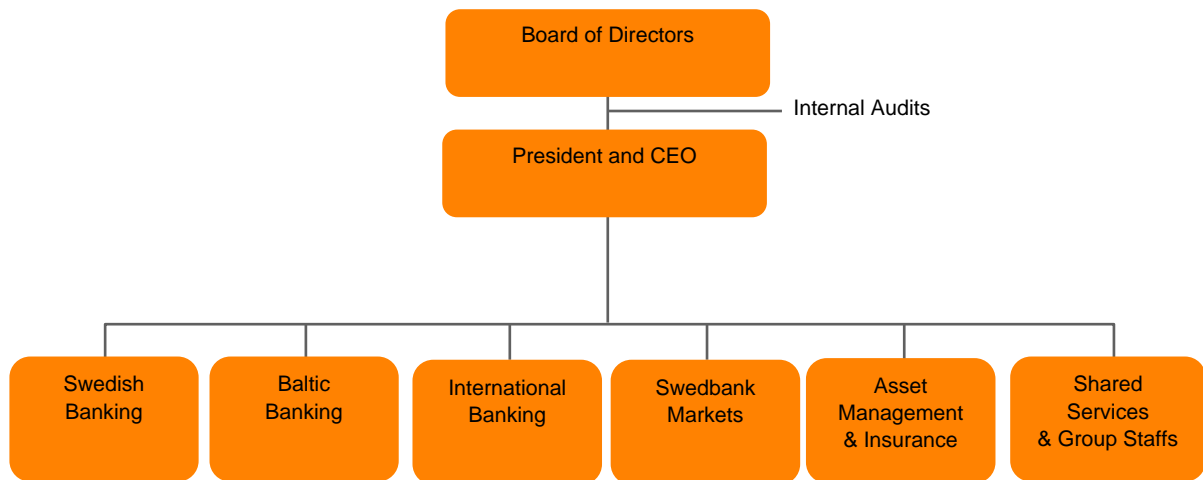 Board of Directors
Internal Audits
President and CEO
Swedish
Banking
Baltic
Banking
International
Banking
Swedbank
Markets
Asset
Management
& Insurance
Shared
Services
& Group Staffs